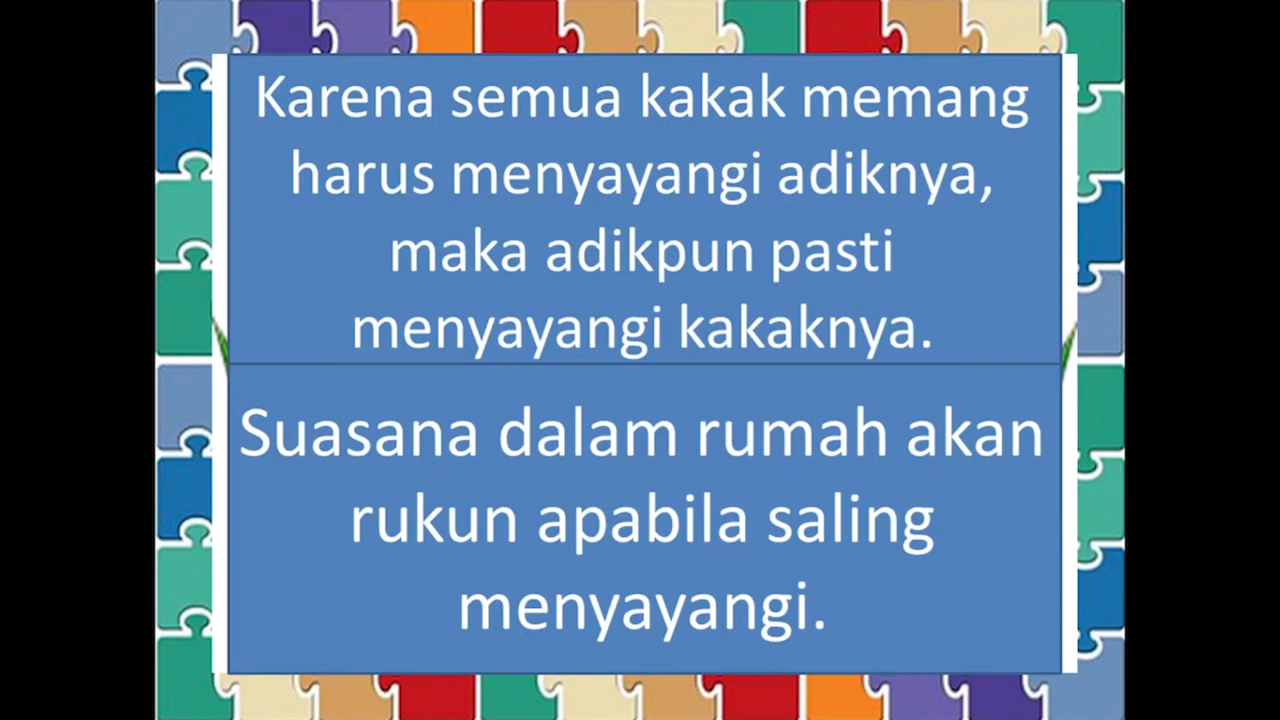 Karena semua kakak memang
harus menyayangi adiknya,
maka adikpun pasti
menyayangi kakaknya.
Suasana dalam rumah akan
rukun apabila saling
menyayangi.